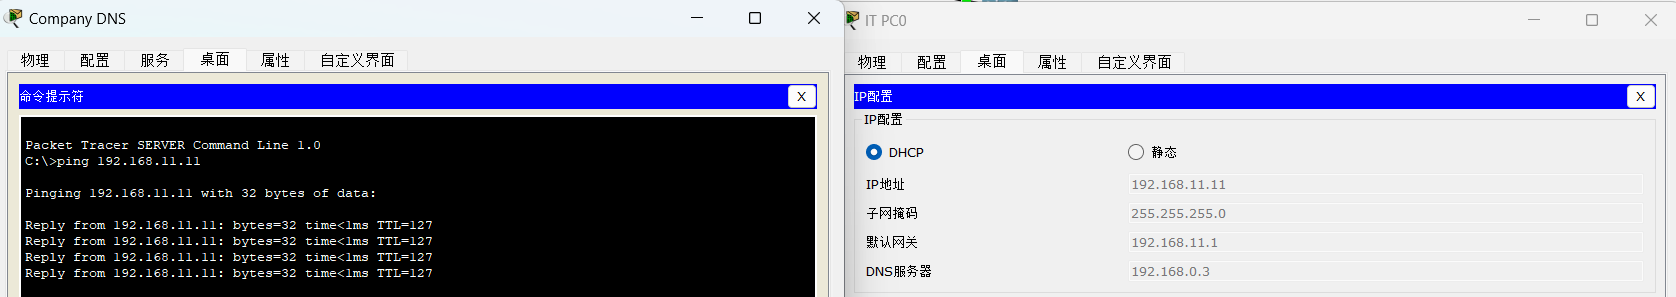 Company DNS
物理 配置 服务 桌面 属性 自定义界面
命令提示符 X
Packet Tracer SERVER Command Line 1.0
C:\>ping 192.168.11.11
Pinging 192.168.11.11 with 32 bytes of data:
Reply from 192.168.11.11: bytes=32 time<1ms TTL=127
Reply from 192.168.11.11: bytes=32 time<1ms TTL=127
Reply from 192.168.11.11: bytes=32 time<1ms TTL=127
Reply from 192.168.11.11: bytes=32 time<1ms TTL=127
IT PC0
物理 配置 桌面 属性 自定义界面
IP配置 X
IP配置
DHCP 静态
IP地址 192.168.11.11
子网掩码 255.255.255.0
默认网关 192.168.11.1
DNS服务器 192.168.0.3